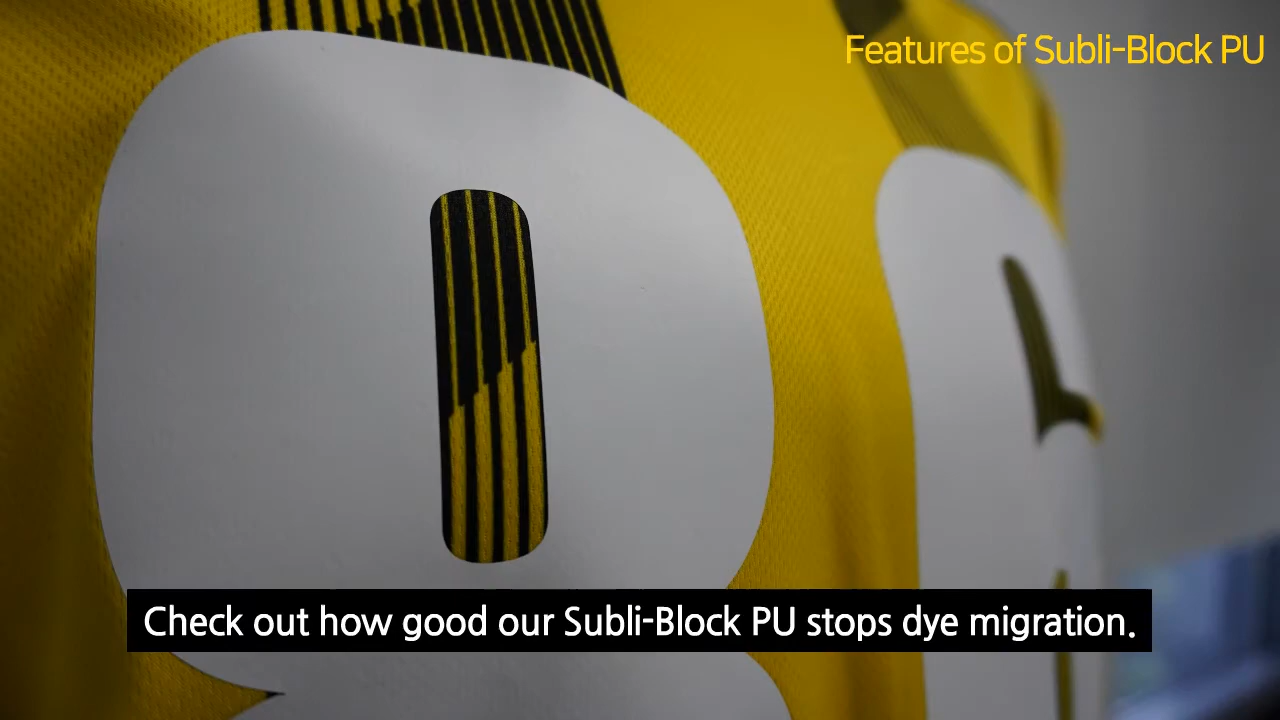 Features of Subli-Block PU
Check out how good our Subli-Block PU stops dye migration.